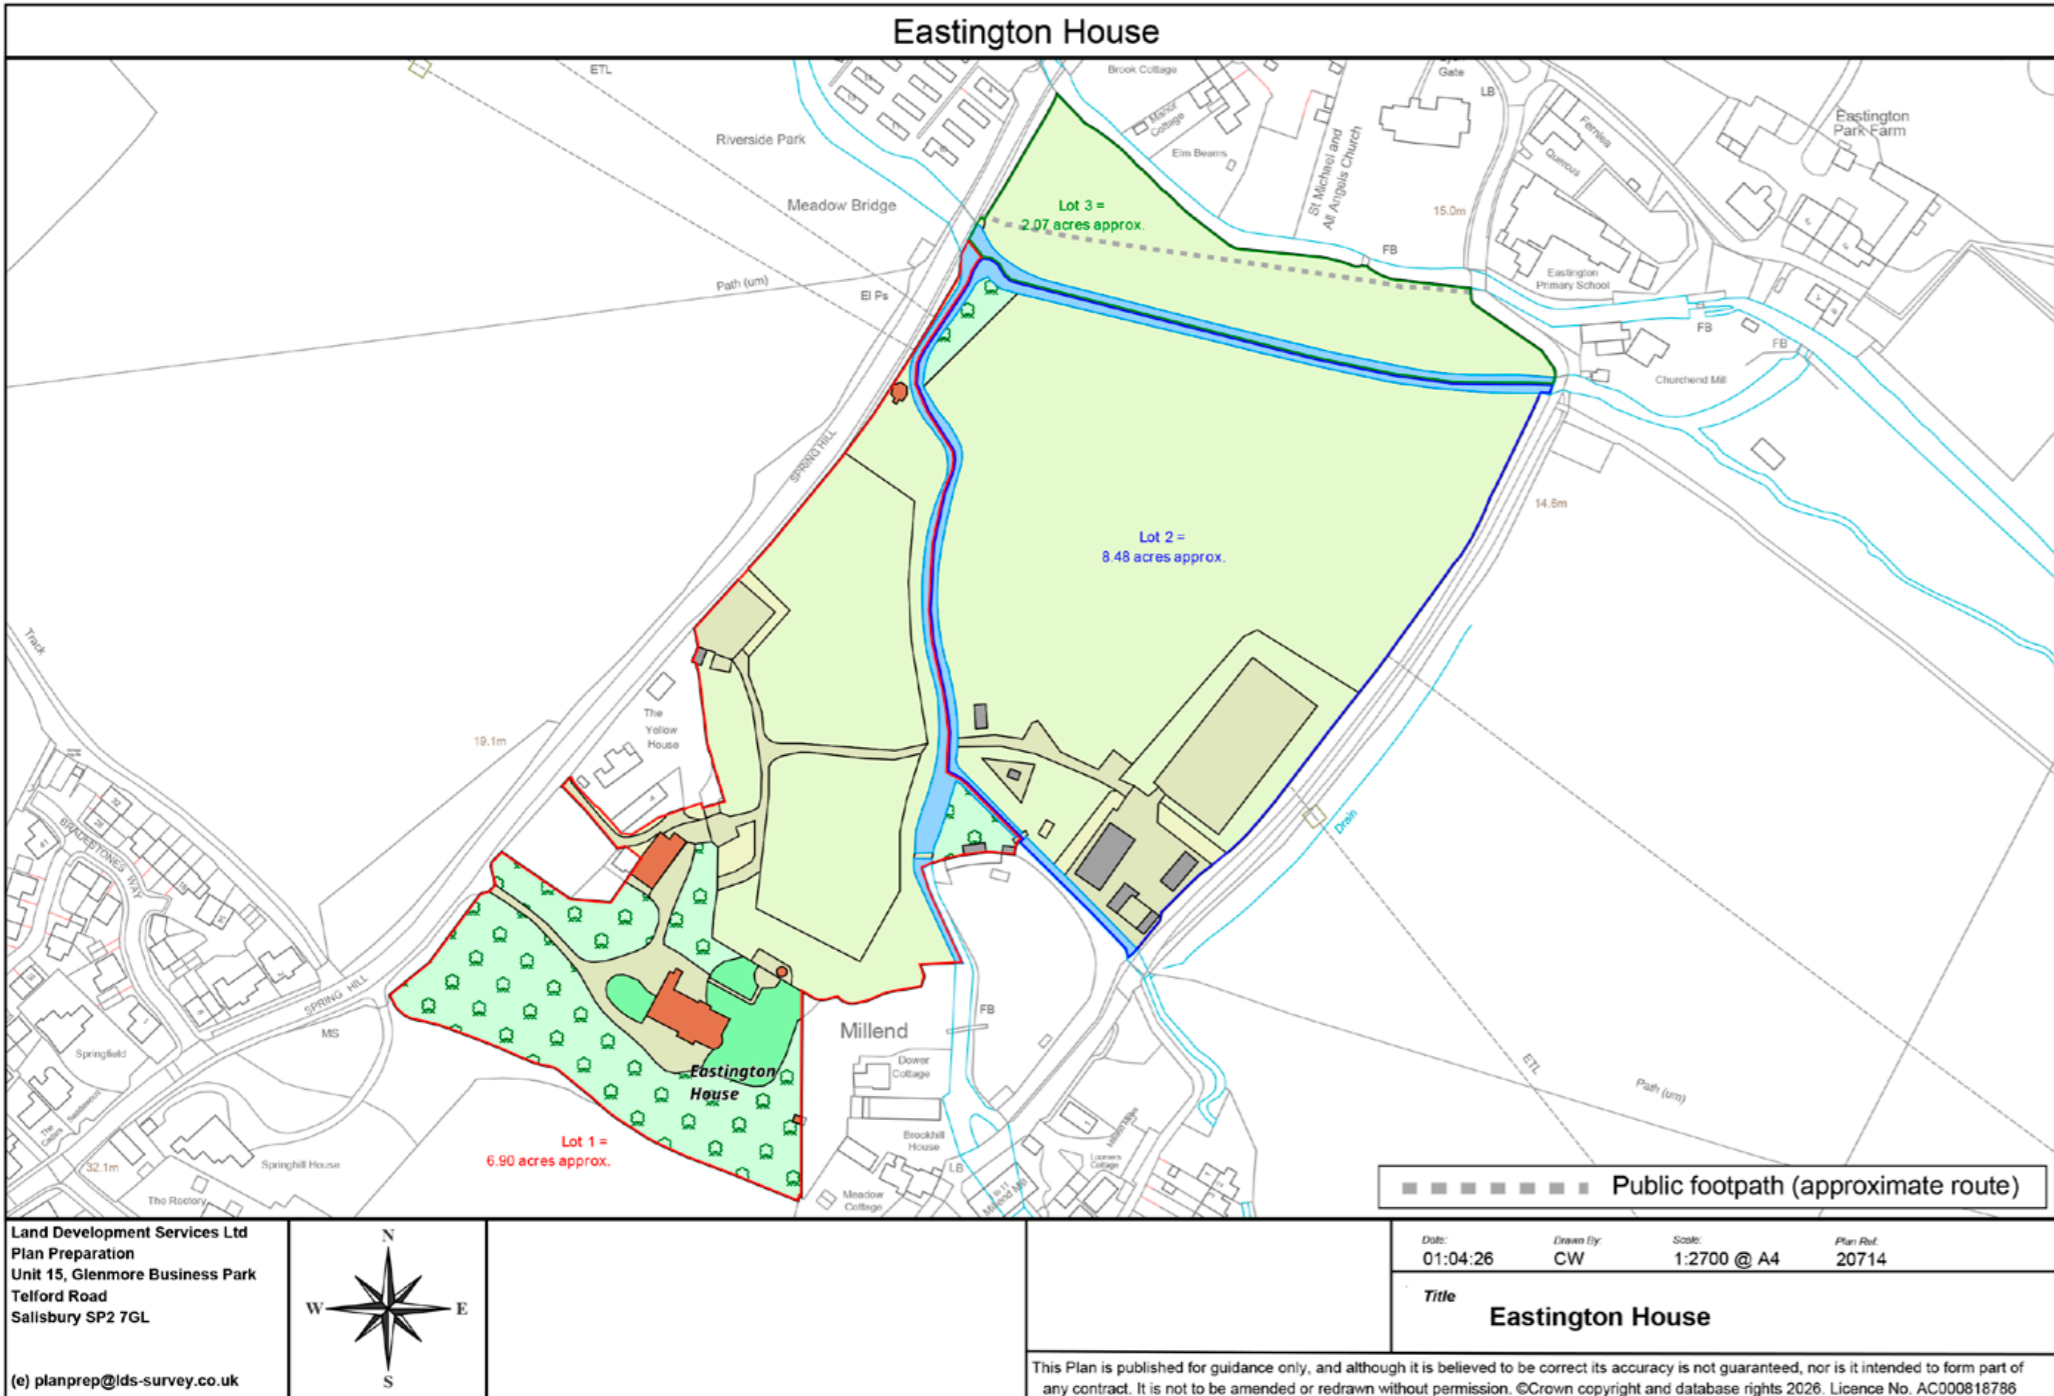 Eastington House
ETL
Brook Cottage
Gate
LB
Riverside Park
Manor
Cottage
Elm Beams
St Michael and
All Angels Church
Fernlea
Quercus
Eastington
Park Farm
Meadow Bridge
Lot 3 =
2.07 acres approx.
15.0m
FB
Eastington
Primary School
Path (um)
El Ps
FB
FB
Churchend Mill
SPRING HILL
14.6m
Lot 2 =
8.48 acres approx.
Track
The
Yellow
House
19.1m
BRADESTONES WAY
Drain
SPRING HILL
MS
Springfield
Millend
FB
Eastington
House
Dower
Cottage
ETL
Path (um)
Lot 1 =
6.90 acres approx.
Brookhill
House
The
Cedars
Springhill House
32.1m
LB
Loomers
Cottage
The Rectory
Meadow
Cottage
Millend Mill
Public footpath (approximate route)
Land Development Services Ltd
Plan Preparation
Unit 15, Glenmore Business Park
Telford Road
Salisbury SP2 7GL
(e) planprep@lds-survey.co.uk
N
W
E
S
Date:
01:04:26
Drawn By:
CW
Scale:
1:2700 @ A4
Plan Ref:
20714
Title
Eastington House
This Plan is published for guidance only, and although it is believed to be correct its accuracy is not guaranteed, nor is it intended to form part of
any contract. It is not to be amended or redrawn without permission. ©Crown copyright and database rights 2026. Licence No. AC000818786